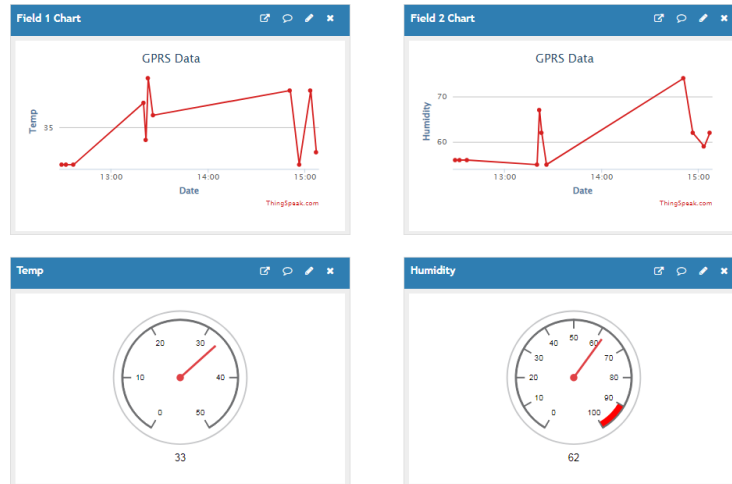 Field 1 Chart
GPRS Data
Temp
35
13:00
14:00
15:00
Date
ThingSpeak.com
Field 2 Chart
GPRS Data
Humidity
70
60
13:00
14:00
15:00
Date
ThingSpeak.com
Temp
0
10
20
30
40
50
33
Humidity
0
10
20
30
40
50
60
70
80
90
100
62